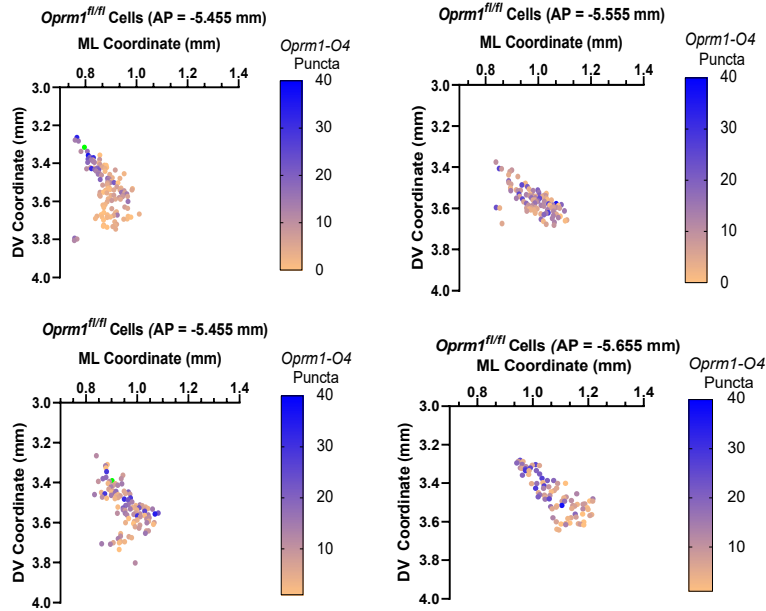 Oprm1^fl/fl Cells (AP = -5.455 mm)
ML Coordinate (mm)
0.8 1.0 1.2 1.4
DV Coordinate (mm)
3.0
3.2
3.4
3.6
3.8
4.0
Oprm1-O4
Puncta
40
30
20
10
0
Oprm1^fl/fl Cells (AP = -5.555 mm)
ML Coordinate (mm)
0.8 1.0 1.2 1.4
DV Coordinate (mm)
3.0
3.2
3.4
3.6
3.8
4.0
Oprm1-O4
Puncta
40
30
20
10
0
Oprm1^fl/fl Cells (AP = -5.455 mm)
ML Coordinate (mm)
0.8 1.0 1.2 1.4
DV Coordinate (mm)
3.0
3.2
3.4
3.6
3.8
4.0
Oprm1-O4
Puncta
40
30
20
10
Oprm1^fl/fl Cells (AP = -5.655 mm)
ML Coordinate (mm)
0.8 1.0 1.2 1.4
DV Coordinate (mm)
3.0
3.2
3.4
3.6
3.8
4.0
Oprm1-O4
Puncta
40
30
20
10